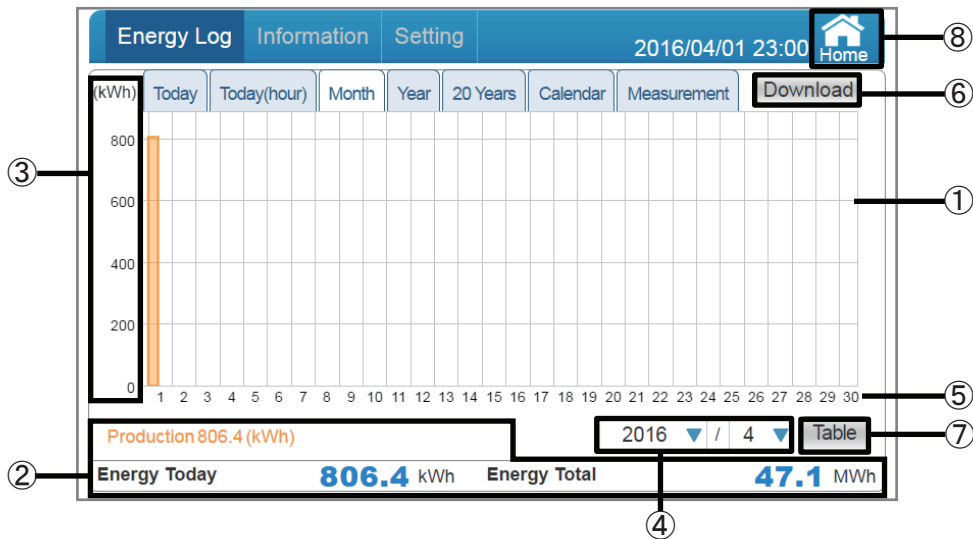 Energy Log Information Setting 2016/04/01 23:00 Home ⑧
(kWh) Today Today(hour) Month Year 20 Years Calendar Measurement Download ⑥
800
③
600 ①
400
200
0
1 2 3 4 5 6 7 8 9 10 11 12 13 14 15 16 17 18 19 20 21 22 23 24 25 26 27 28 29 30 ⑤
Production 806.4 (kWh) 2016 ▼ / 4 ▼ Table ⑦
② Energy Today 806.4 kWh Energy Total 47.1 MWh
④